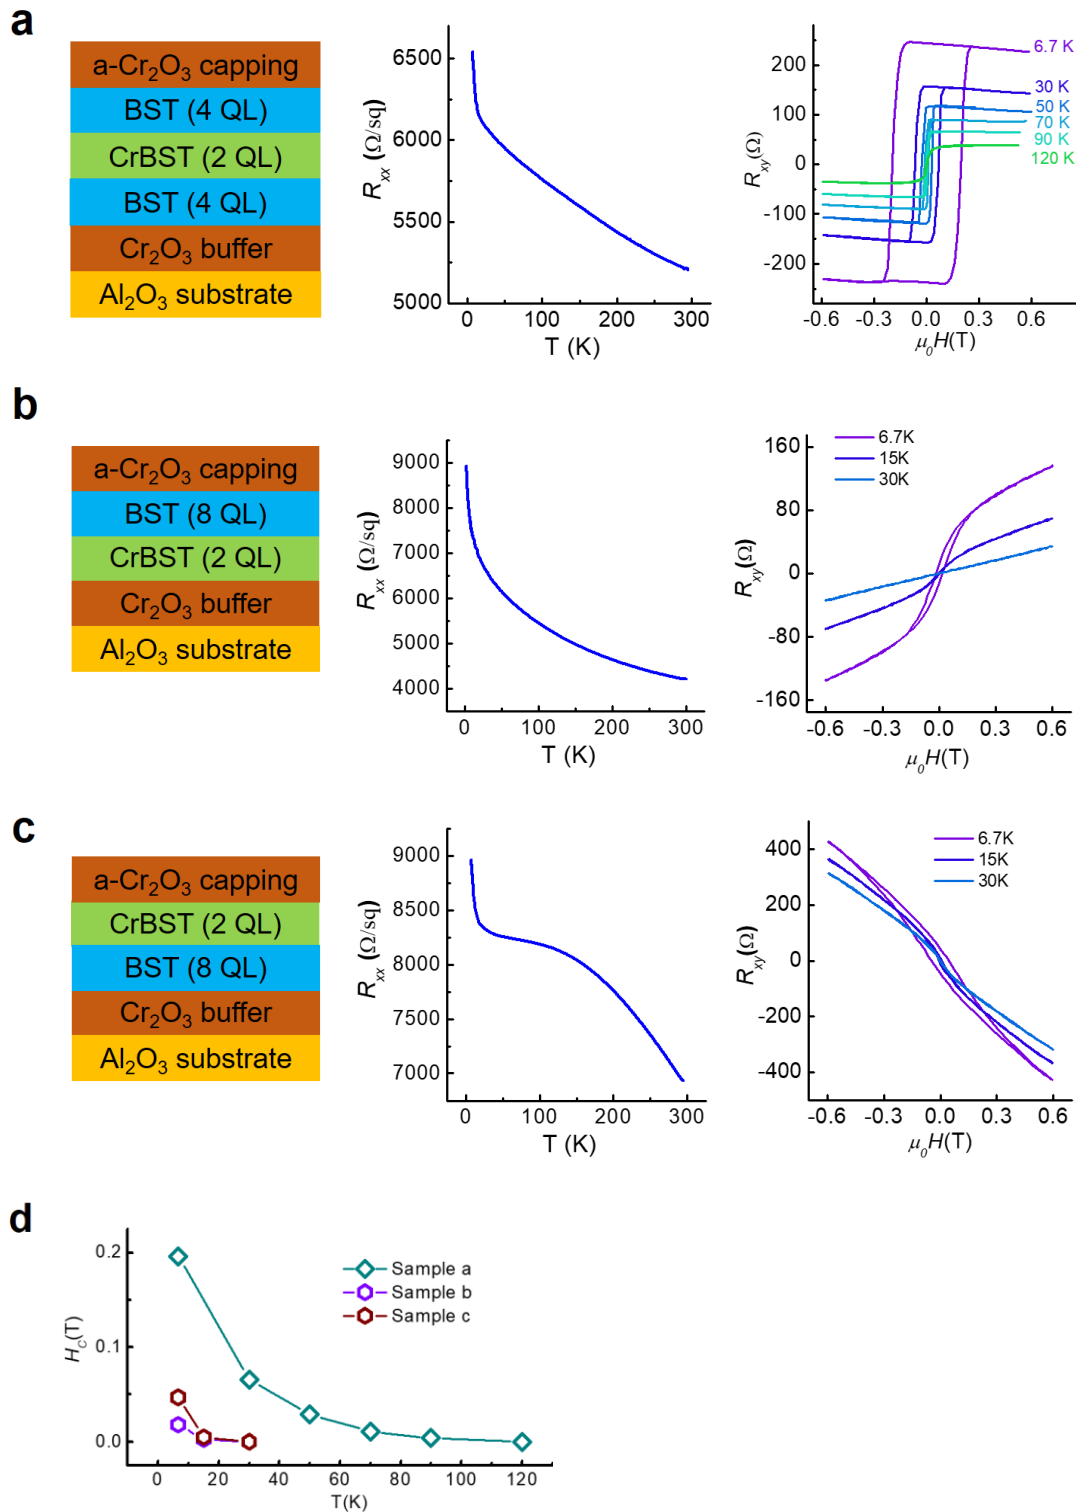 a
a-Cr₂O₃ capping
BST (4 QL)
CrBST (2 QL)
BST (4 QL)
Cr₂O₃ buffer
Al₂O₃ substrate
Rxx (Ω/sq)
6500
6000
5500
5000
0
100
200
300
T (K)
Rxy(Ω)
200
100
0
-100
-200
-0.6
-0.3
0.0
0.3
0.6
μ₀H(T)
6.7 K
30 K
50 K
70 K
90 K
120 K
b
a-Cr₂O₃ capping
BST (8 QL)
CrBST (2 QL)
Cr₂O₃ buffer
Al₂O₃ substrate
Rxx (Ω/sq)
9000
8000
7000
6000
5000
4000
0
100
200
300
T (K)
Rxy(Ω)
160
80
0
-80
-160
-0.6
-0.3
0.0
0.3
0.6
μ₀H(T)
6.7K
15K
30K
c
a-Cr₂O₃ capping
CrBST (2 QL)
BST (8 QL)
Cr₂O₃ buffer
Al₂O₃ substrate
Rxx (Ω/sq)
9000
8500
8000
7500
7000
0
100
200
300
T (K)
Rxy(Ω)
400
200
0
-200
-400
-0.6
-0.3
0.0
0.3
0.6
μ₀H(T)
6.7K
15K
30K
d
HC(T)
0.2
0.1
0.0
0
20
40
60
80
100
120
T(K)
Sample a
Sample b
Sample c